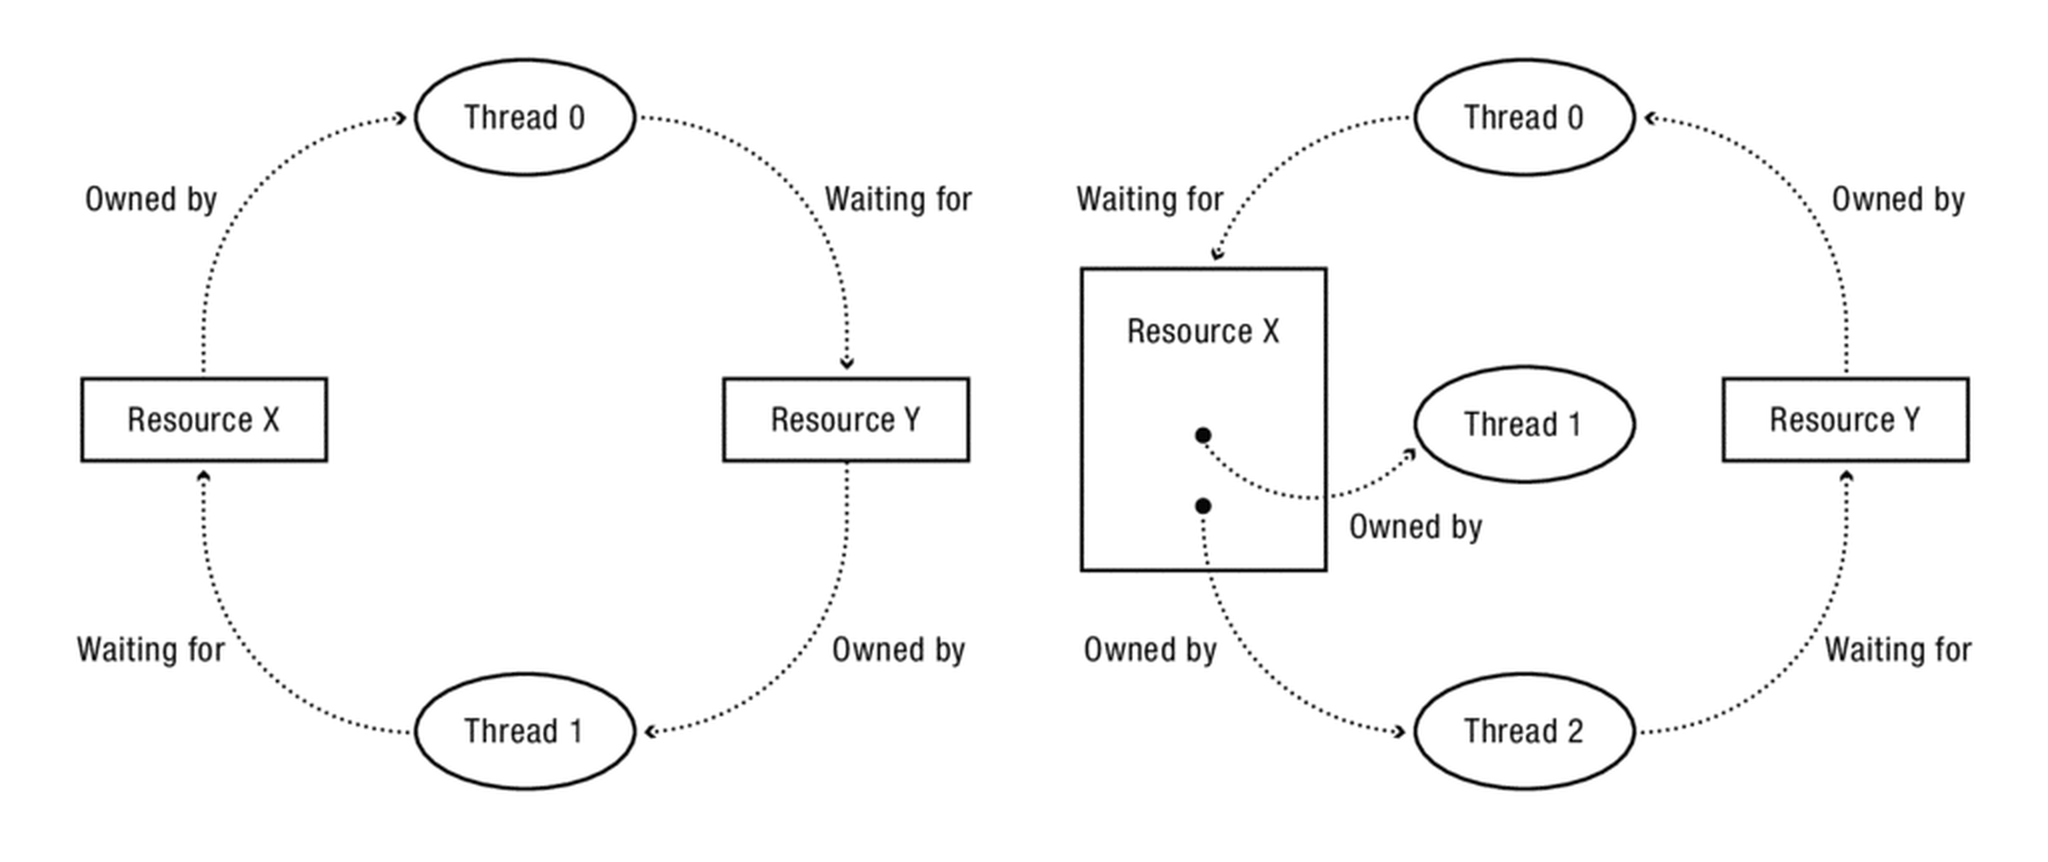 Thread 0
Owned by
Waiting for
Resource X
Resource Y
Waiting for
Owned by
Thread 1
Thread 0
Waiting for
Owned by
Resource X
Thread 1
Resource Y
Owned by
Owned by
Waiting for
Thread 2